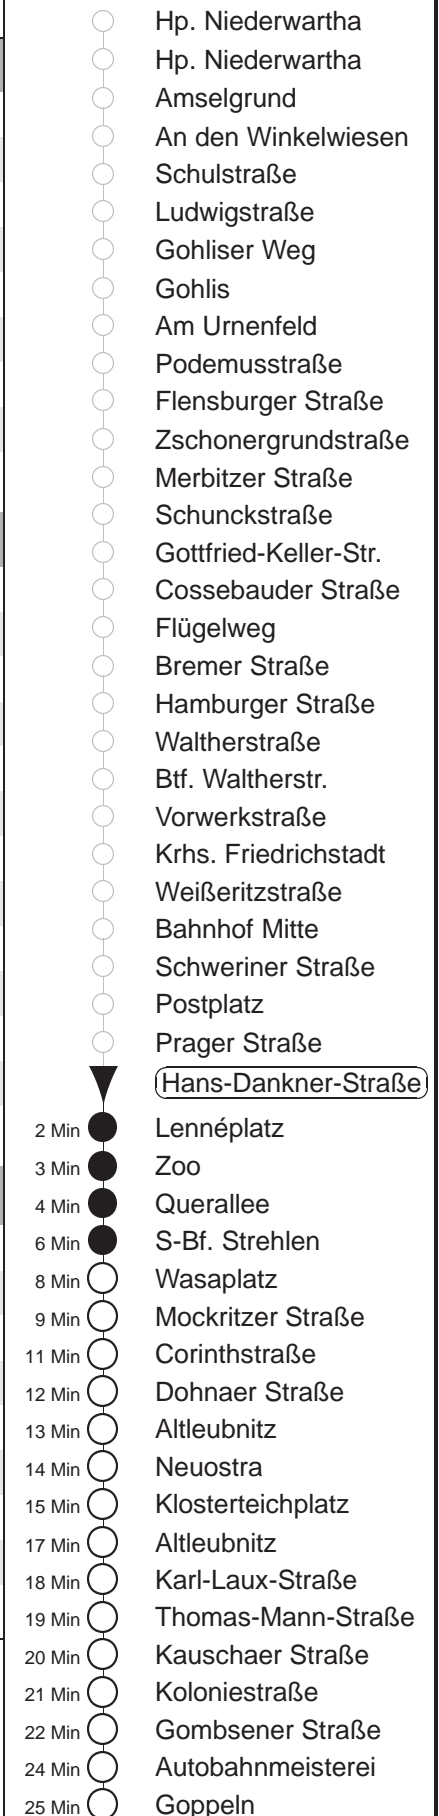 Hp. Niederwartha
Hp. Niederwartha
Amselgrund
An den Winkelwiesen
Schulstraße
Ludwigstraße
Gohliser Weg
Gohlis
Am Urnenfeld
Podemusstraße
Flensburger Straße
Zschonergrundstraße
Merbitzer Straße
Schunckstraße
Gottfried-Keller-Str.
Cossebauder Straße
Flügelweg
Bremer Straße
Hamburger Straße
Waltherstraße
Btf. Waltherstr.
Vorwerkstraße
Krhs. Friedrichstadt
Weißeritzstraße
Bahnhof Mitte
Schweriner Straße
Postplatz
Prager Straße
Hans-Dankner-Straße
2 Min Lennéplatz
3 Min Zoo
4 Min Querallee
6 Min S-Bf. Strehlen
8 Min Wasaplatz
9 Min Mockritzer Straße
11 Min Corinthstraße
12 Min Dohnaer Straße
13 Min Altleubnitz
14 Min Neuostra
15 Min Klosterteichplatz
17 Min Altleubnitz
18 Min Karl-Laux-Straße
19 Min Thomas-Mann-Straße
20 Min Kauschaer Straße
21 Min Koloniestraße
22 Min Gombsener Straße
24 Min Autobahnmeisterei
25 Min Goppeln